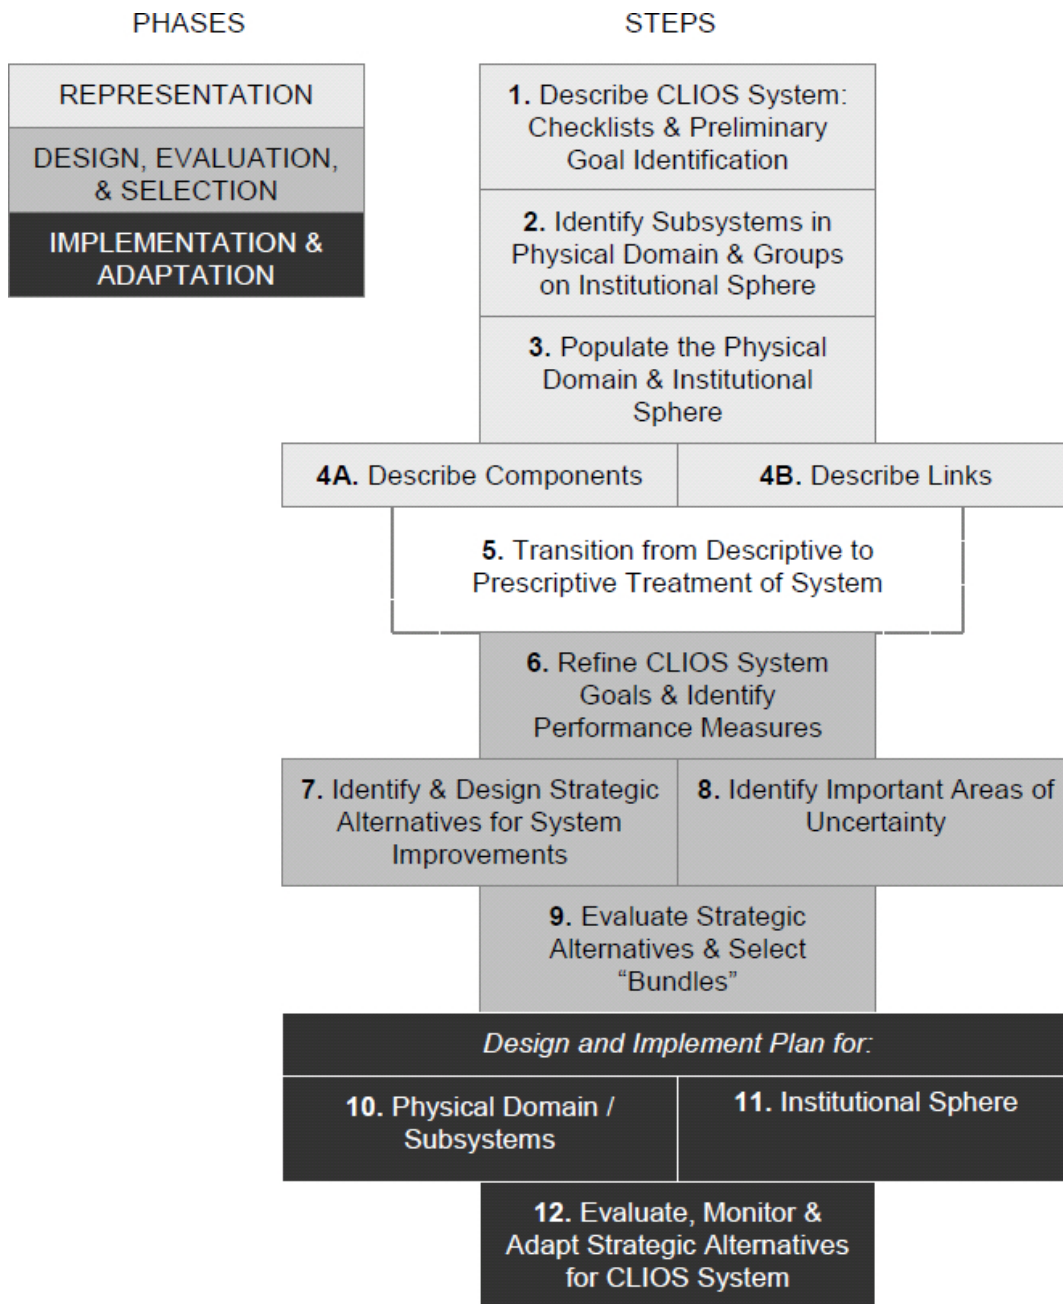 PHASES
STEPS
REPRESENTATION
DESIGN, EVALUATION,
& SELECTION
IMPLEMENTATION &
ADAPTATION
1. Describe CLIOS System:
Checklists & Preliminary
Goal Identification
2. Identify Subsystems in
Physical Domain & Groups
on Institutional Sphere
3. Populate the Physical
Domain & Institutional
Sphere
4A. Describe Components
4B. Describe Links
5. Transition from Descriptive to
Prescriptive Treatment of System
6. Refine CLIOS System
Goals & Identify
Performance Measures
7. Identify & Design Strategic
Alternatives for System
Improvements
8. Identify Important Areas of
Uncertainty
9. Evaluate Strategic
Alternatives & Select
“Bundles”
Design and Implement Plan for:
10. Physical Domain /
Subsystems
11. Institutional Sphere
12. Evaluate, Monitor &
Adapt Strategic Alternatives
for CLIOS System